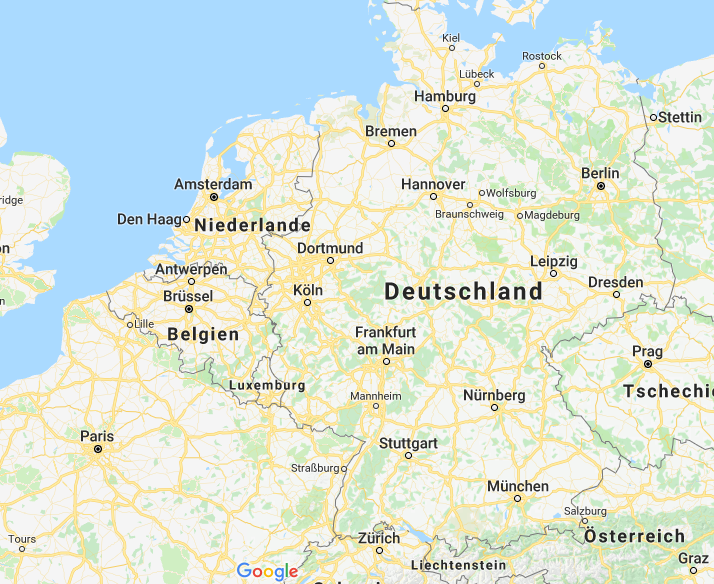 Kiel
Rostock
Lübeck
Hamburg
Stettin
Bremen
Berlin
Amsterdam
Hannover
Wolfsburg
ridge
Braunschweig
Magdeburg
Den Haag
Niederlande
on
Dortmund
Leipzig
Antwerpen
Dresden
Köln
Deutschland
Brüssel
n
Lille
Belgien
Frankfurt
am Main
Prag
Luxemburg
Tschechi
Mannheim
Nürnberg
Paris
Stuttgart
Straßburg
München
Salzburg
Tours
Zürich
Österreich
Graz
Liechtenstein
Google